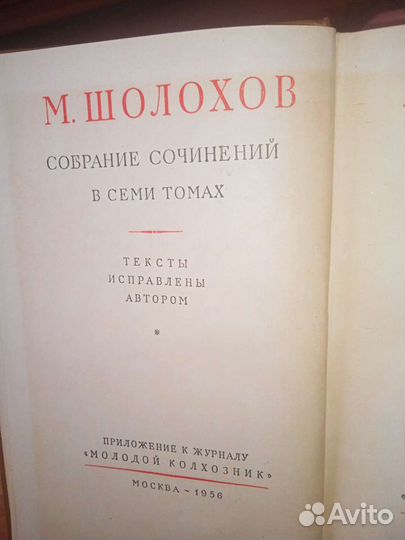 М. ШОЛОХОВ
СОБРАНИЕ СОЧИНЕНИЙ
В СЕМИ ТОМАХ
ТЕКСТЫ
ИСПРАВЛЕНЫ
АВТОРОМ
*
ПРИЛОЖЕНИЕ К ЖУРНАЛУ
«МОЛОДОЙ КОЛХОЗНИК»
МОСКВА ~ 1956
Avito